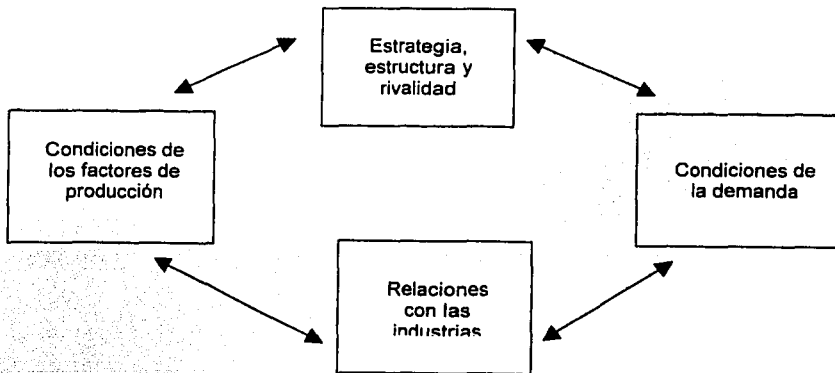 Estrategia,
estructura y
rivalidad
Condiciones de
los factores de
producción
Condiciones de
la demanda
Relaciones
con las
industrias